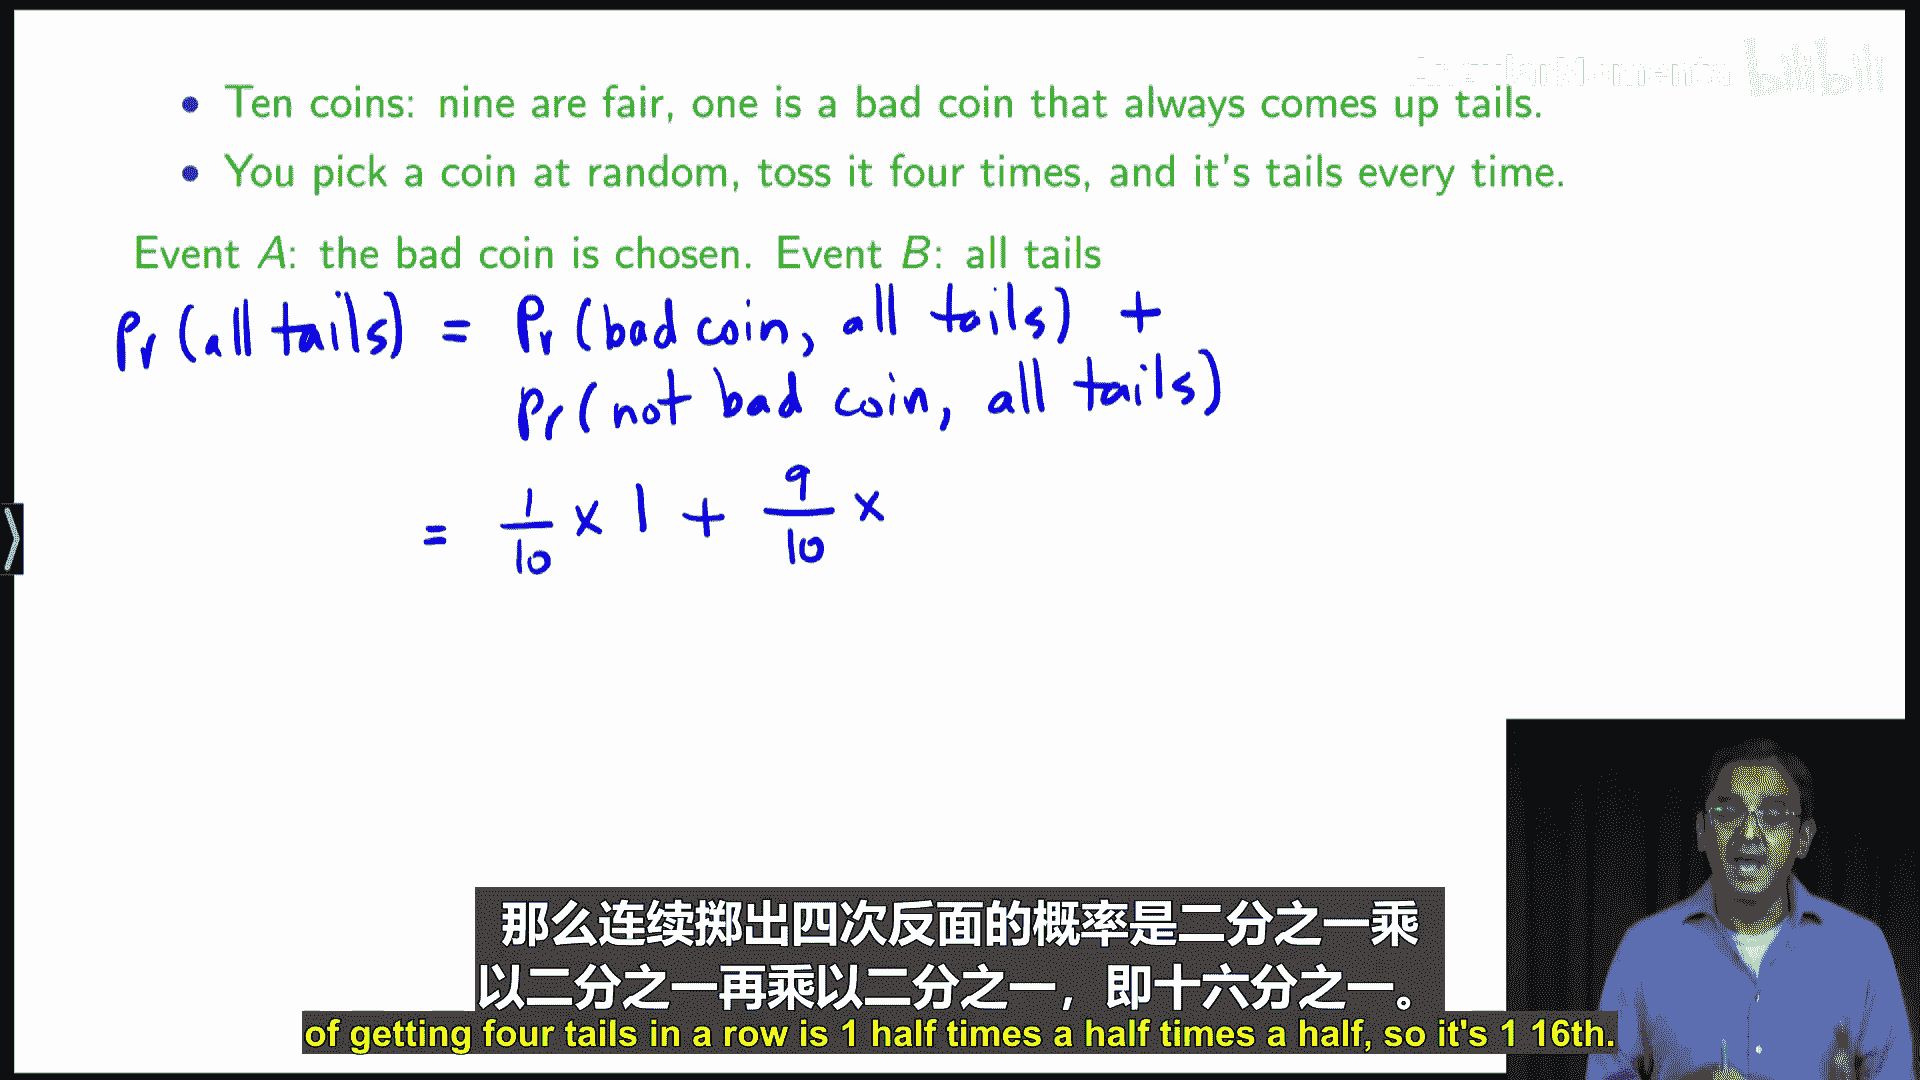 bilibili
• Ten coins: nine are fair, one is a bad coin that always comes up tails.
• You pick a coin at random, toss it four times, and it's tails every time.
Event A: the bad coin is chosen. Event B: all tails
Pr (all tails) = Pr (bad coin, all tails) +
Pr (not bad coin, all tails)
= 1/10 × 1 + 9/10 ×
那么连续掷出四次反面的概率是二分之一乘
以二分之一再乘以二分之一，即十六分之一。
of getting four tails in a row is 1 half times a half times a half, so it's 1 16th.